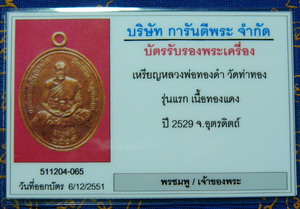 บริษัท การันตีพระ จำกัด
บัตรรับรองพระเครื่อง
เหรียญหลวงพ่อทองดำ วัดท่าทอง
รุ่นแรก เนื้อทองแดง
ปี 2529 จ.อุตรดิตถ์
511204-065
วันที่ออกบัตร 6/12/2551
พรชมพู / เจ้าของพระ